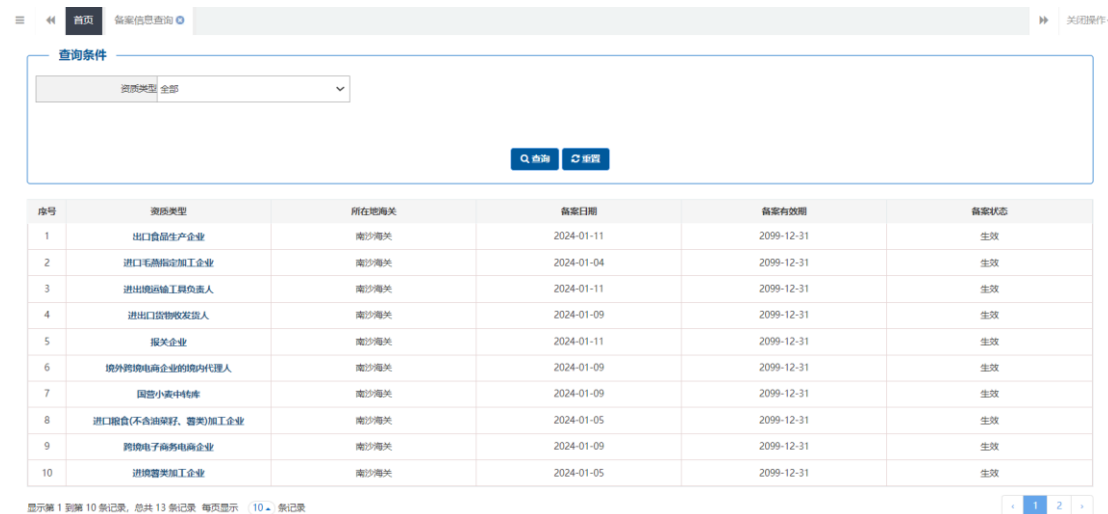 首页 备案信息查询 关闭操作
查询条件
资质类型 全部
查询 重置
序号 资质类型 所在地海关 备案日期 备案有效期 备案状态
1 出口食品生产企业 南沙海关 2024-01-11 2099-12-31 生效
2 进口毛燕指定加工企业 南沙海关 2024-01-04 2099-12-31 生效
3 进出境运输工具负责人 南沙海关 2024-01-11 2099-12-31 生效
4 进出口货物收发货人 南沙海关 2024-01-09 2099-12-31 生效
5 报关企业 南沙海关 2024-01-11 2099-12-31 生效
6 境外跨境电商企业的境内代理人 南沙海关 2024-01-09 2099-12-31 生效
7 国营小麦中转库 南沙海关 2024-01-09 2099-12-31 生效
8 进口粮食(不含油菜籽、薯类)加工企业 南沙海关 2024-01-05 2099-12-31 生效
9 跨境电子商务电商企业 南沙海关 2024-01-09 2099-12-31 生效
10 进境薯类加工企业 南沙海关 2024-01-05 2099-12-31 生效
显示第 1 到第 10 条记录, 总共 13 条记录 每页显示 10 条记录 ‹ 1 2 ›